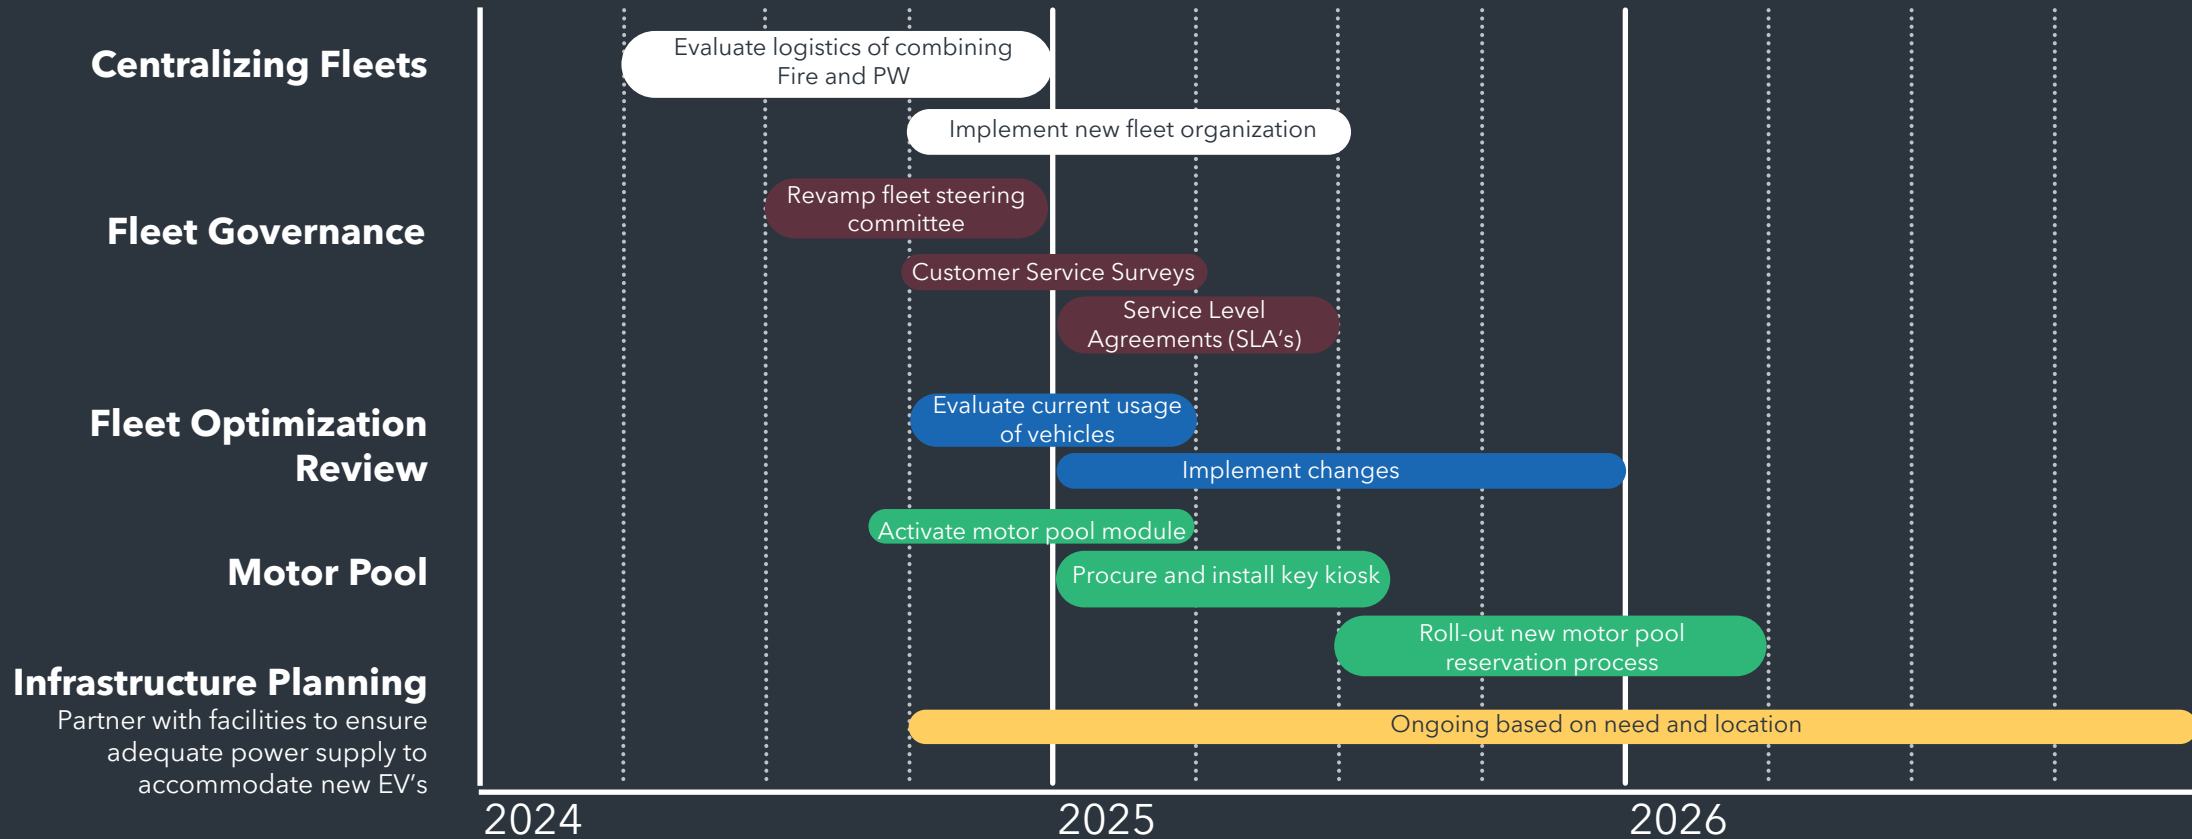 Centralizing Fleets
Evaluate logistics of combining
Fire and PW
Implement new fleet organization
Fleet Governance
Revamp fleet steering
committee
Customer Service Surveys
Service Level
Agreements (SLA’s)
Fleet Optimization
Review
Evaluate current usage
of vehicles
Implement changes
Motor Pool
Activate motor pool module
Procure and install key kiosk
Roll-out new motor pool
reservation process
Infrastructure Planning
Partner with facilities to ensure
adequate power supply to
accommodate new EV’s
Ongoing based on need and location
2024
2025
2026